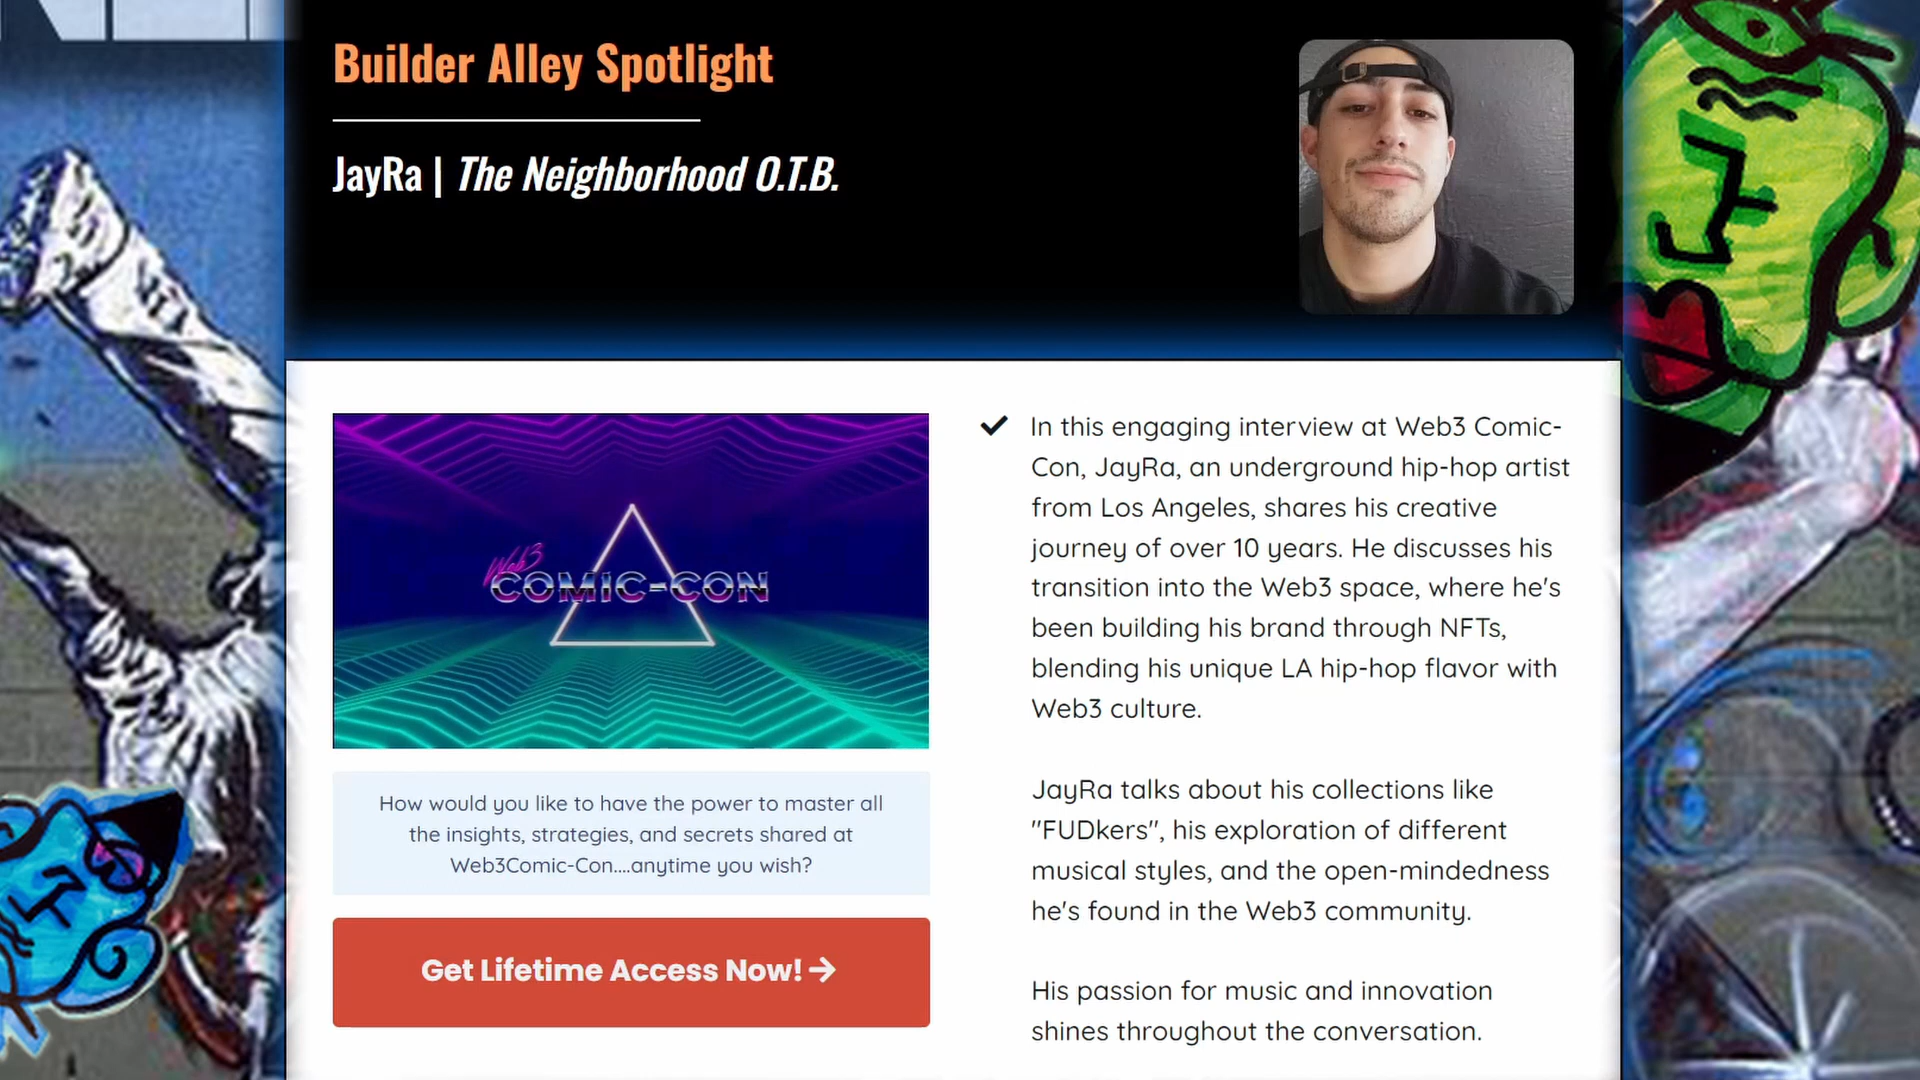 Builder Alley Spotlight
JayRa | The Neighborhood O.T.B.
Web3
COMIC-CON
How would you like to have the power to master all
the insights, strategies, and secrets shared at
Web3Comic-Con....anytime you wish?
Get Lifetime Access Now!
In this engaging interview at Web3 Comic-
Con, JayRa, an underground hip-hop artist
from Los Angeles, shares his creative
journey of over 10 years. He discusses his
transition into the Web3 space, where he's
been building his brand through NFTs,
blending his unique LA hip-hop flavor with
Web3 culture.
JayRa talks about his collections like
"FUDkers", his exploration of different
musical styles, and the open-mindedness
he's found in the Web3 community.
His passion for music and innovation
shines throughout the conversation.